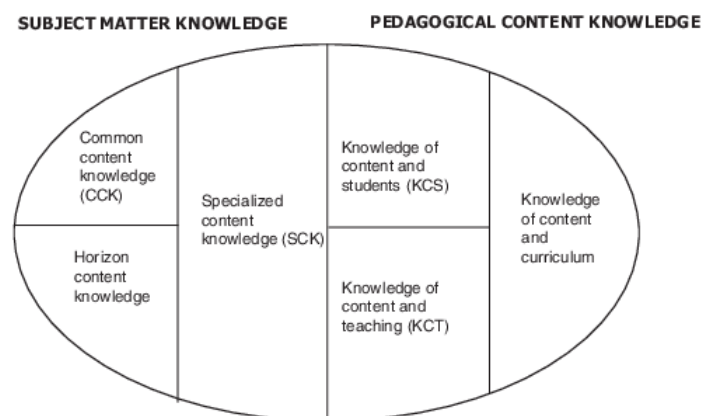 SUBJECT MATTER KNOWLEDGE
PEDAGOGICAL CONTENT KNOWLEDGE
Common
content
knowledge
(CCK)
Horizon
content
knowledge
Specialized
content
knowledge (SCK)
Knowledge of
content and
students (KCS)
Knowledge of
content and
teaching (KCT)
Knowledge
of content
and
curriculum